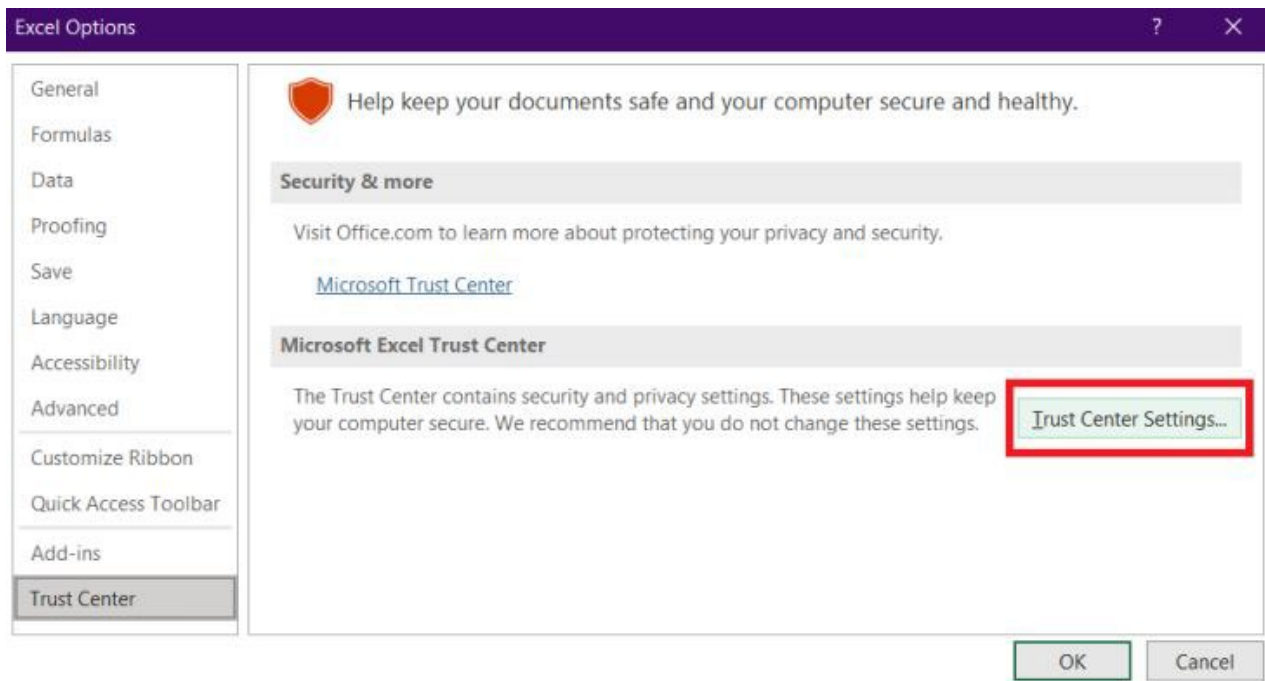 Excel Options
?
General
Formulas
Data
Proofing
Save
Language
Accessibility
Advanced
Customize Ribbon
Quick Access Toolbar
Add-ins
Trust Center
Help keep your documents safe and your computer secure and healthy.
Security & more
Visit Office.com to learn more about protecting your privacy and security.
Microsoft Trust Center
Microsoft Excel Trust Center
The Trust Center contains security and privacy settings. These settings help keep
your computer secure. We recommend that you do not change these settings.
Trust Center Settings...
OK
Cancel